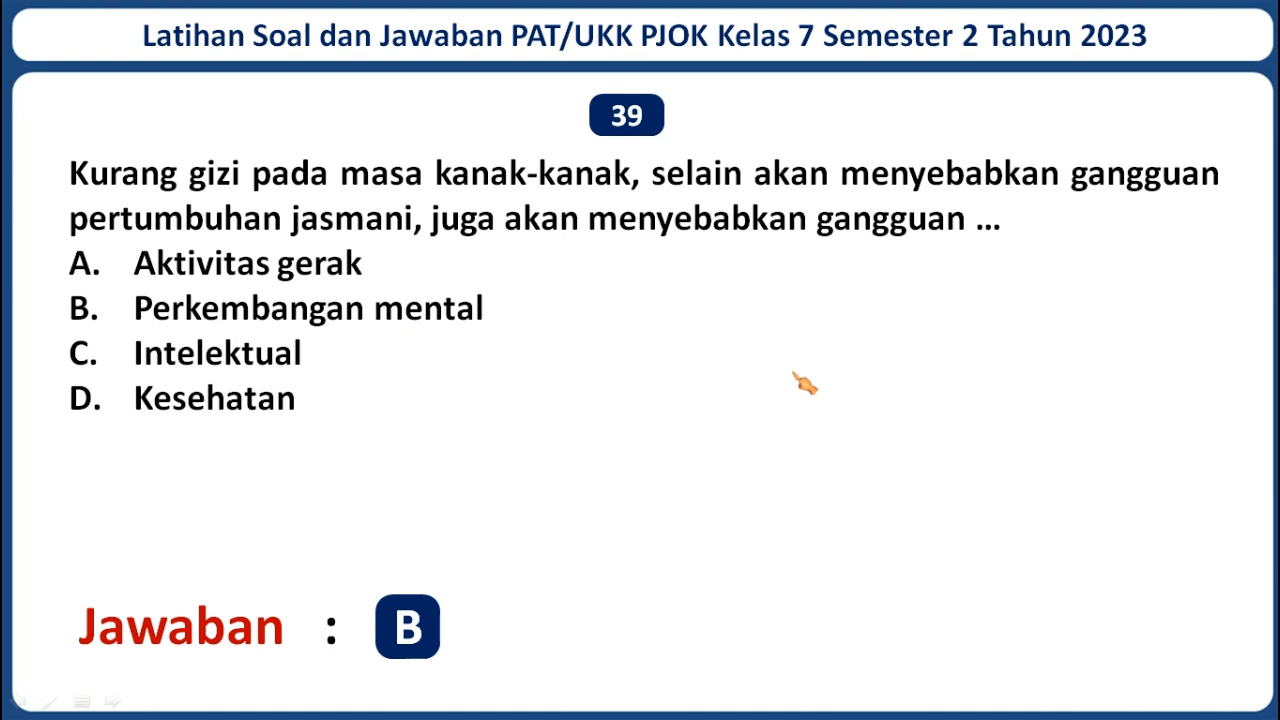 Latihan Soal dan Jawaban PAT/UKK PJOK Kelas 7 Semester 2 Tahun 2023
39
Kurang gizi pada masa kanak-kanak, selain akan menyebabkan gangguan
pertumbuhan jasmani, juga akan menyebabkan gangguan ...
A. Aktivitas gerak
B. Perkembangan mental
C. Intelektual
D. Kesehatan
Jawaban : B